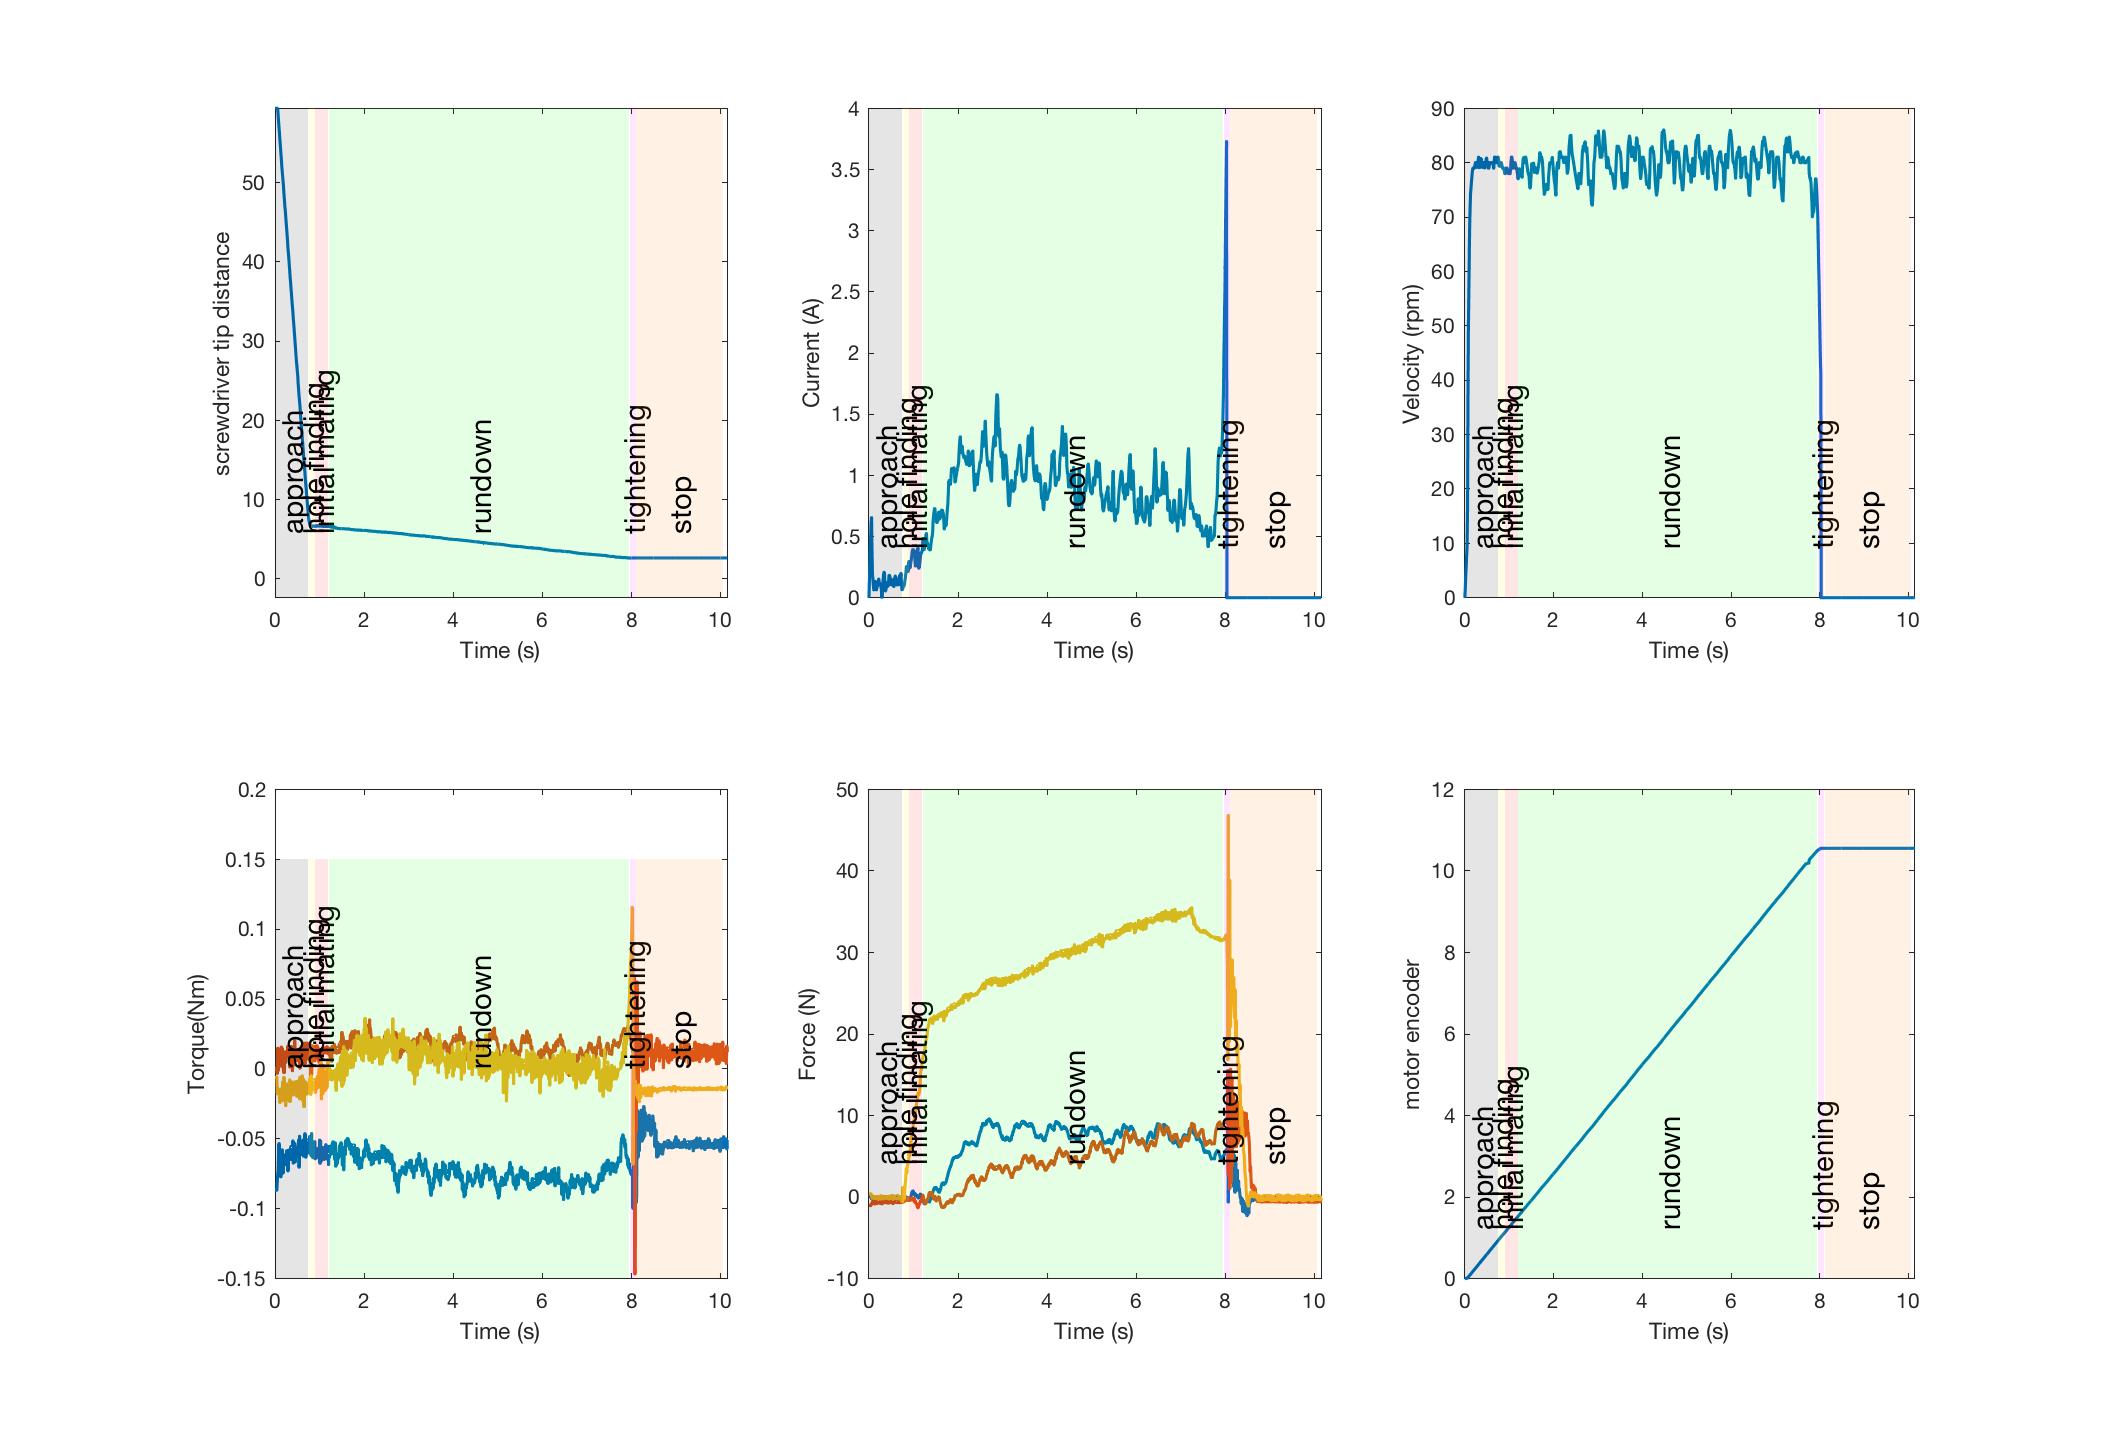 50
40
30
20
10
0
screwdriver tip distance
approach
hole finding
initial mating
rundown
tightening
stop
0 2 4 6 8 10
Time (s)
4
3.5
3
2.5
2
1.5
1
0.5
0
Current (A)
approach
hole finding
initial mating
rundown
tightening
stop
0 2 4 6 8 10
Time (s)
90
80
70
60
50
40
30
20
10
0
Velocity (rpm)
approach
hole finding
initial mating
rundown
tightening
stop
0 2 4 6 8 10
Time (s)
0.2
0.15
0.1
0.05
0
-0.05
-0.1
-0.15
Torque(Nm)
approach
hole finding
initial mating
rundown
tightening
stop
0 2 4 6 8 10
Time (s)
50
40
30
20
10
0
-10
Force (N)
approach
hole finding
initial mating
rundown
tightening
stop
0 2 4 6 8 10
Time (s)
12
10
8
6
4
2
0
motor encoder
approach
hole finding
initial mating
rundown
tightening
stop
0 2 4 6 8 10
Time (s)